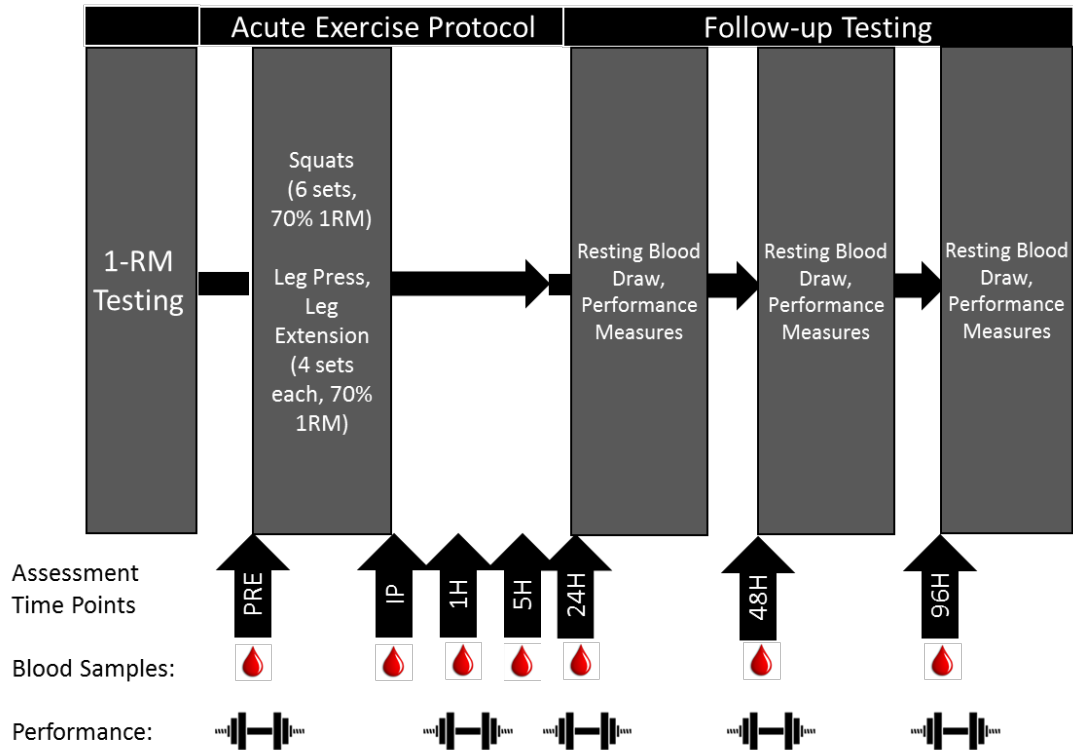 Acute Exercise Protocol
Follow-up Testing
1-RM
Testing
Squats
(6 sets,
70% 1RM)
Leg Press,
Leg
Extension
(4 sets
each, 70%
1RM)
Resting Blood
Draw,
Performance
Measures
Resting Blood
Draw,
Performance
Measures
Resting Blood
Draw,
Performance
Measures
Assessment
Time Points
PRE
IP
1H
5H
24H
48H
96H
Blood Samples:
Performance: